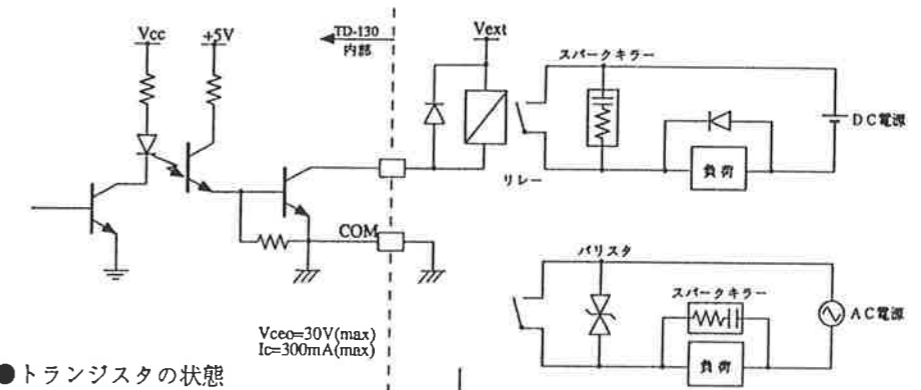 Vcc
+5V
TD-130
内部
Vext
スパークキラー
DC電源
負荷
リレー
COM
バリスタ
スパークキラー
AC電源
負荷
Vceo=30V(max)
Ic=300mA(max)
●トランジスタの状態